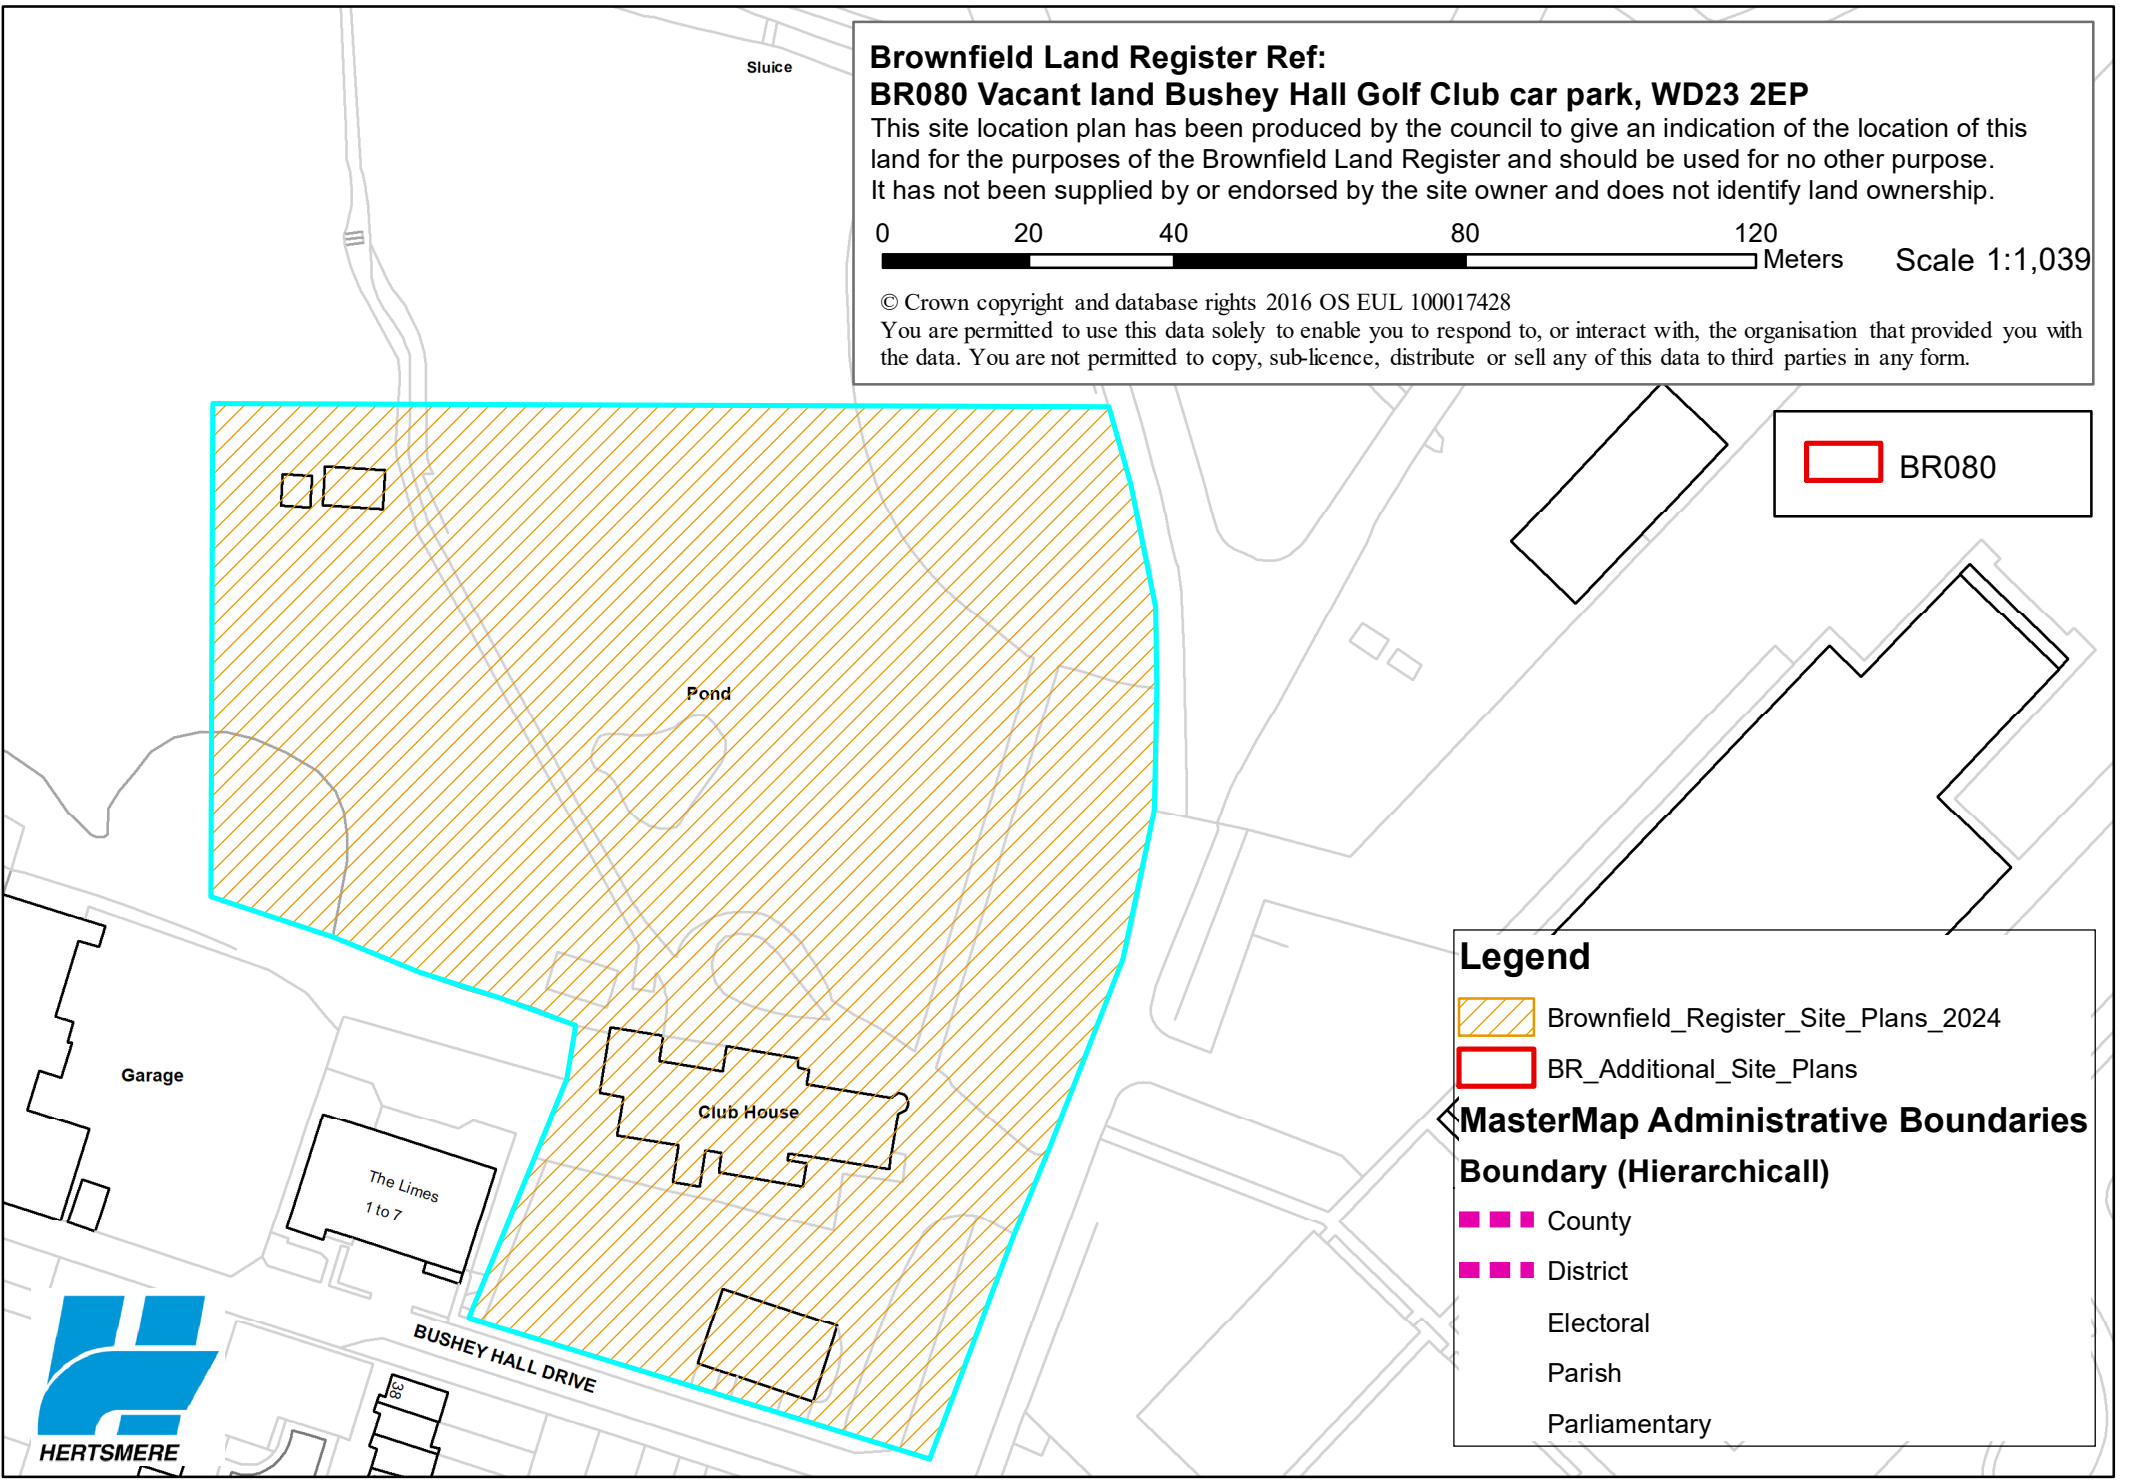 Sluice
Brownfield Land Register Ref:
BR080 Vacant land Bushey Hall Golf Club car park, WD23 2EP
This site location plan has been produced by the council to give an indication of the location of this
land for the purposes of the Brownfield Land Register and should be used for no other purpose.
It has not been supplied by or endorsed by the site owner and does not identify land ownership.
0 20 40 80 120
Meters
Scale 1:1,039
© Crown copyright and database rights 2016 OS EUL 100017428
You are permitted to use this data solely to enable you to respond to, or interact with, the organisation that provided you with
the data. You are not permitted to copy, sub-licence, distribute or sell any of this data to third parties in any form.
BR080
Pond
Garage
Club House
The Limes
1 to 7
BUSHEY HALL DRIVE
38
HERTSMERE
Legend
Brownfield_Register_Site_Plans_2024
BR_Additional_Site_Plans
MasterMap Administrative Boundaries
Boundary (Hierarchicall)
County
District
Electoral
Parish
Parliamentary